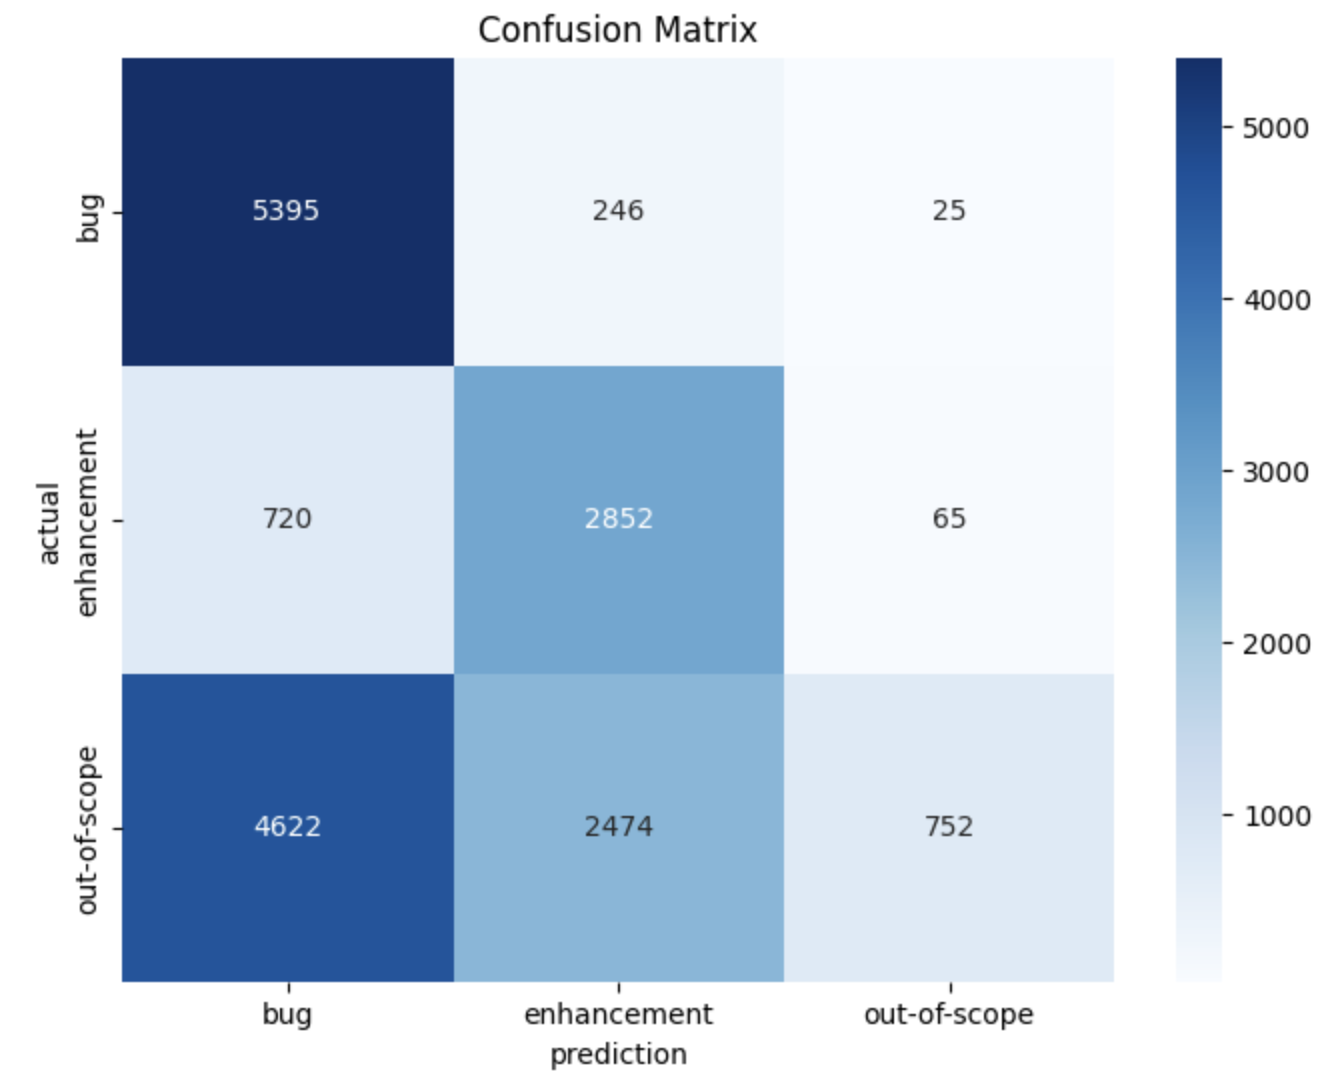 Confusion Matrix
bug
5395
246
25
actual
enhancement
720
2852
65
out-of-scope
4622
2474
752
bug
enhancement
out-of-scope
prediction
5000
4000
3000
2000
1000